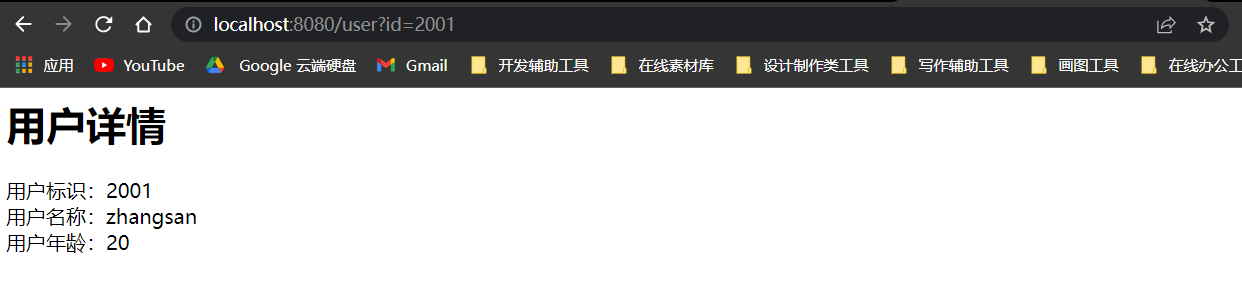 localhost:8080/user?id=2001
应用 YouTube Google 云端硬盘 Gmail 开发辅助工具 在线素材库 设计制作类工具 写作辅助工具 画图工具 在线办公工
用户详情
用户标识：2001
用户名称：zhangsan
用户年龄：20